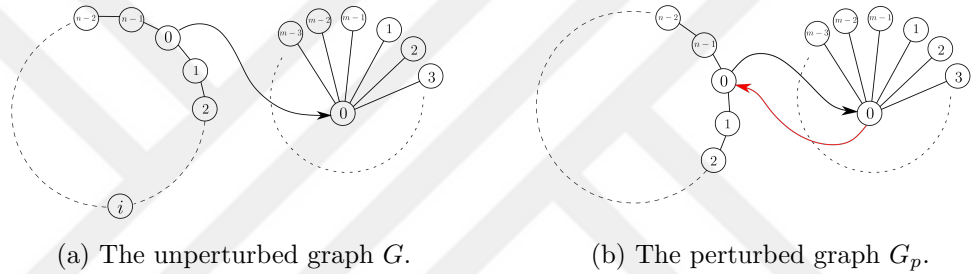 n−2 n−1 0 1 2 i
m−3 m−2 m−1 1 2 3 0
n−2 n−1 0 1 2
m−3 m−2 m−1 1 2 3 0
(a) The unperturbed graph G.
(b) The perturbed graph Gₚ.